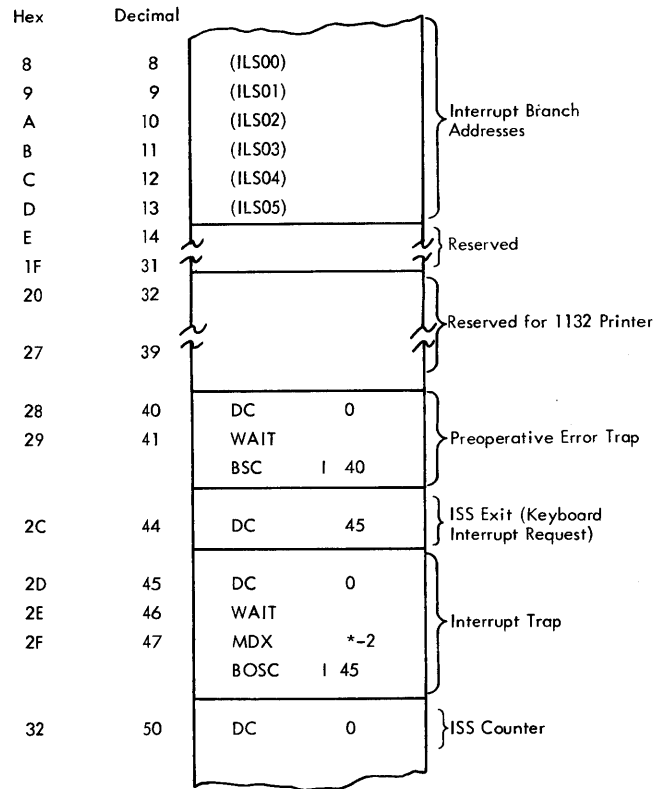 Hex Decimal
8 8 (ILS00)
9 9 (ILS01)
A 10 (ILS02)
Interrupt Branch
Addresses
B 11 (ILS03)
C 12 (ILS04)
D 13 (ILS05)
E 14
Reserved
1F 31
20 32
Reserved for 1132 Printer
27 39
28 40 DC 0
29 41 WAIT
Preoperative Error Trap
BSC I 40
ISS Exit (Keyboard
Interrupt Request)
2C 44 DC 45
2D 45 DC 0
2E 46 WAIT
Interrupt Trap
2F 47 MDX *-2
BOSC I 45
32 50 DC 0
ISS Counter